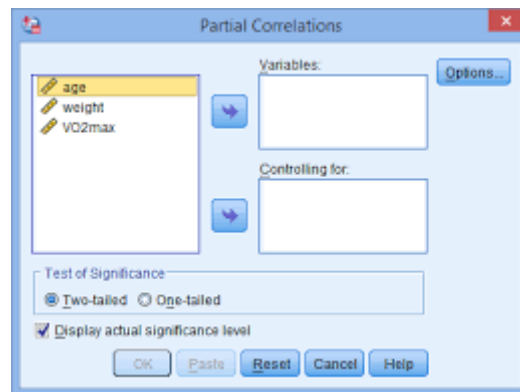 Partial Correlations
Variables:
Options...
age
weight
VO2max
Controlling for:
Test of Significance
Two-tailed One-tailed
Display actual significance level
OK Paste Reset Cancel Help